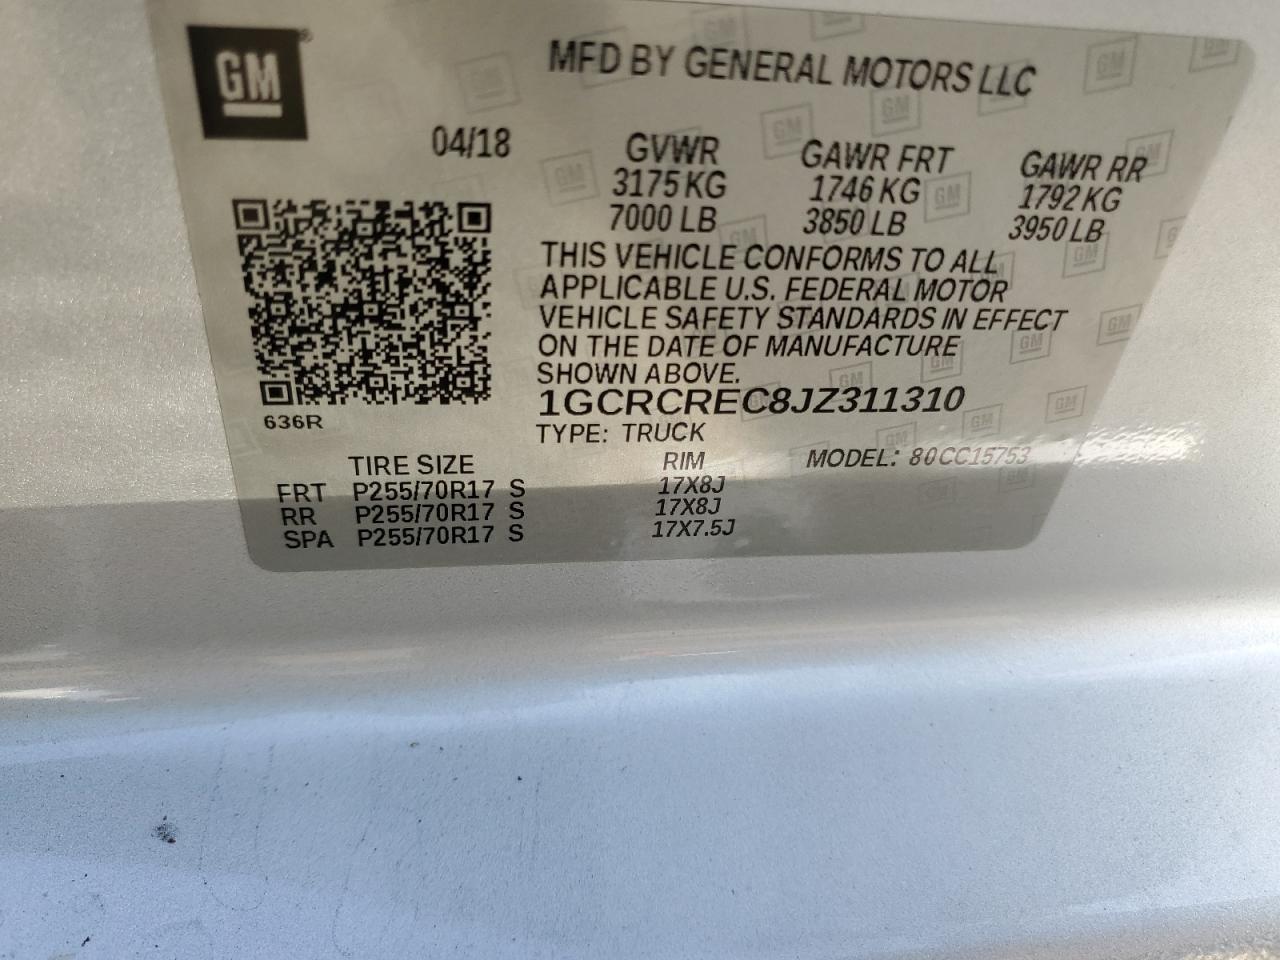 GM
MFD BY GENERAL MOTORS LLC
04/18
GVWR GAWR FRT GAWR RR
3175 KG 1746 KG 1792 KG
7000 LB 3850 LB 3950 LB
THIS VEHICLE CONFORMS TO ALL
APPLICABLE U.S. FEDERAL MOTOR
VEHICLE SAFETY STANDARDS IN EFFECT
ON THE DATE OF MANUFACTURE
SHOWN ABOVE.
1GCRCREC8JZ311310
636R
TYPE: TRUCK
MODEL: 80CC15753
TIRE SIZE RIM
FRT P255/70R17 S 17X8J
RR P255/70R17 S 17X8J
SPA P255/70R17 S 17X7.5J